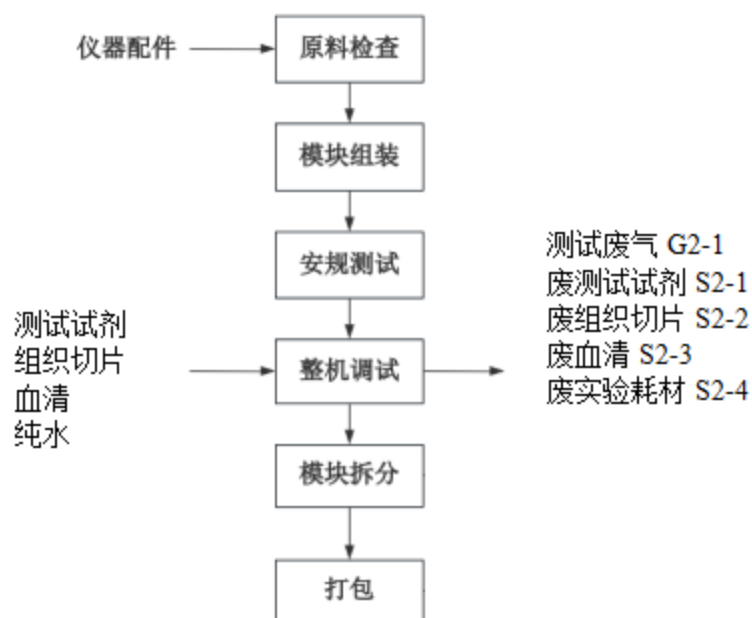 仪器配件
原料检查
模块组装
安规测试
测试试剂
组织切片
血清
纯水
整机调试
测试废气 G2-1
废测试试剂 S2-1
废组织切片 S2-2
废血清 S2-3
废实验耗材 S2-4
模块拆分
打包